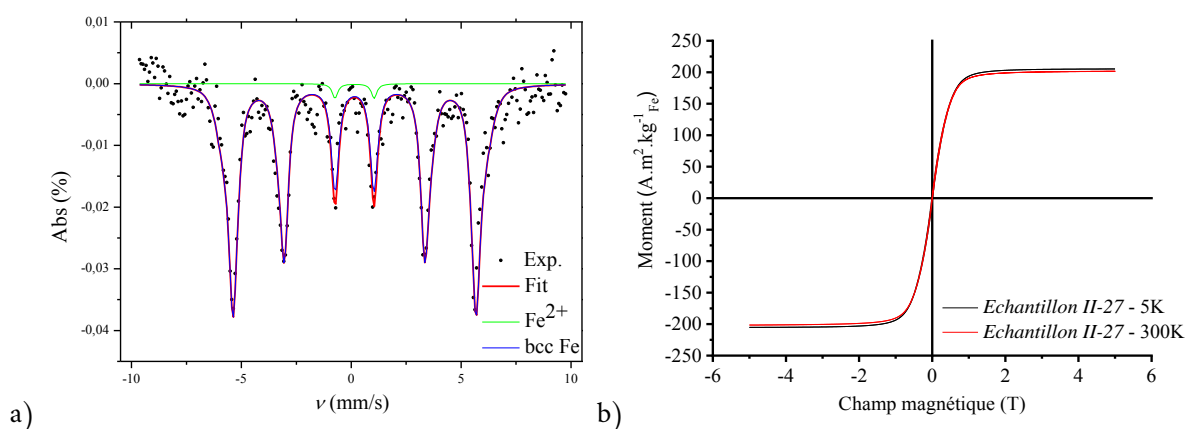 0,01
0,00
-0,01
-0,02
-0,03
-0,04
Abs (%)
-10
-5
0
5
10
ν (mm/s)
Exp.
Fit
Fe2+
bcc Fe
a)
250
200
150
100
50
0
-50
-100
-150
-200
-250
Moment (A.m2.kg-1Fe)
-6
-4
-2
0
2
4
6
Champ magnétique (T)
Echantillon II-27 - 5K
Echantillon II-27 - 300K
b)